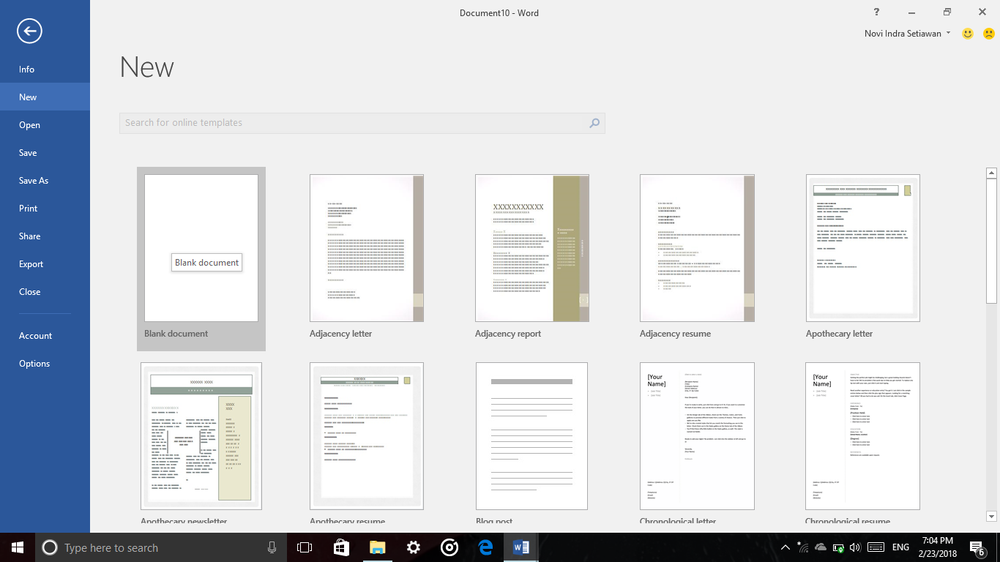 Document10 - Word
?
Novi Indra Setiawan
Info
New
Open
Save
Save As
Print
Share
Export
Close
Account
Options
New
Search for online templates
Blank document
Blank document
Adjacency letter
Adjacency report
Adjacency resume
Apothecary letter
XXXXXXXXXXX
XXXXXX XXXX
[Your
Name]
[Your
Name]
Apothecary newsletter
Apothecary resume
Blog post
Chronological letter
Chronological resume
Type here to search
ENG
7:04 PM
2/23/2018
6